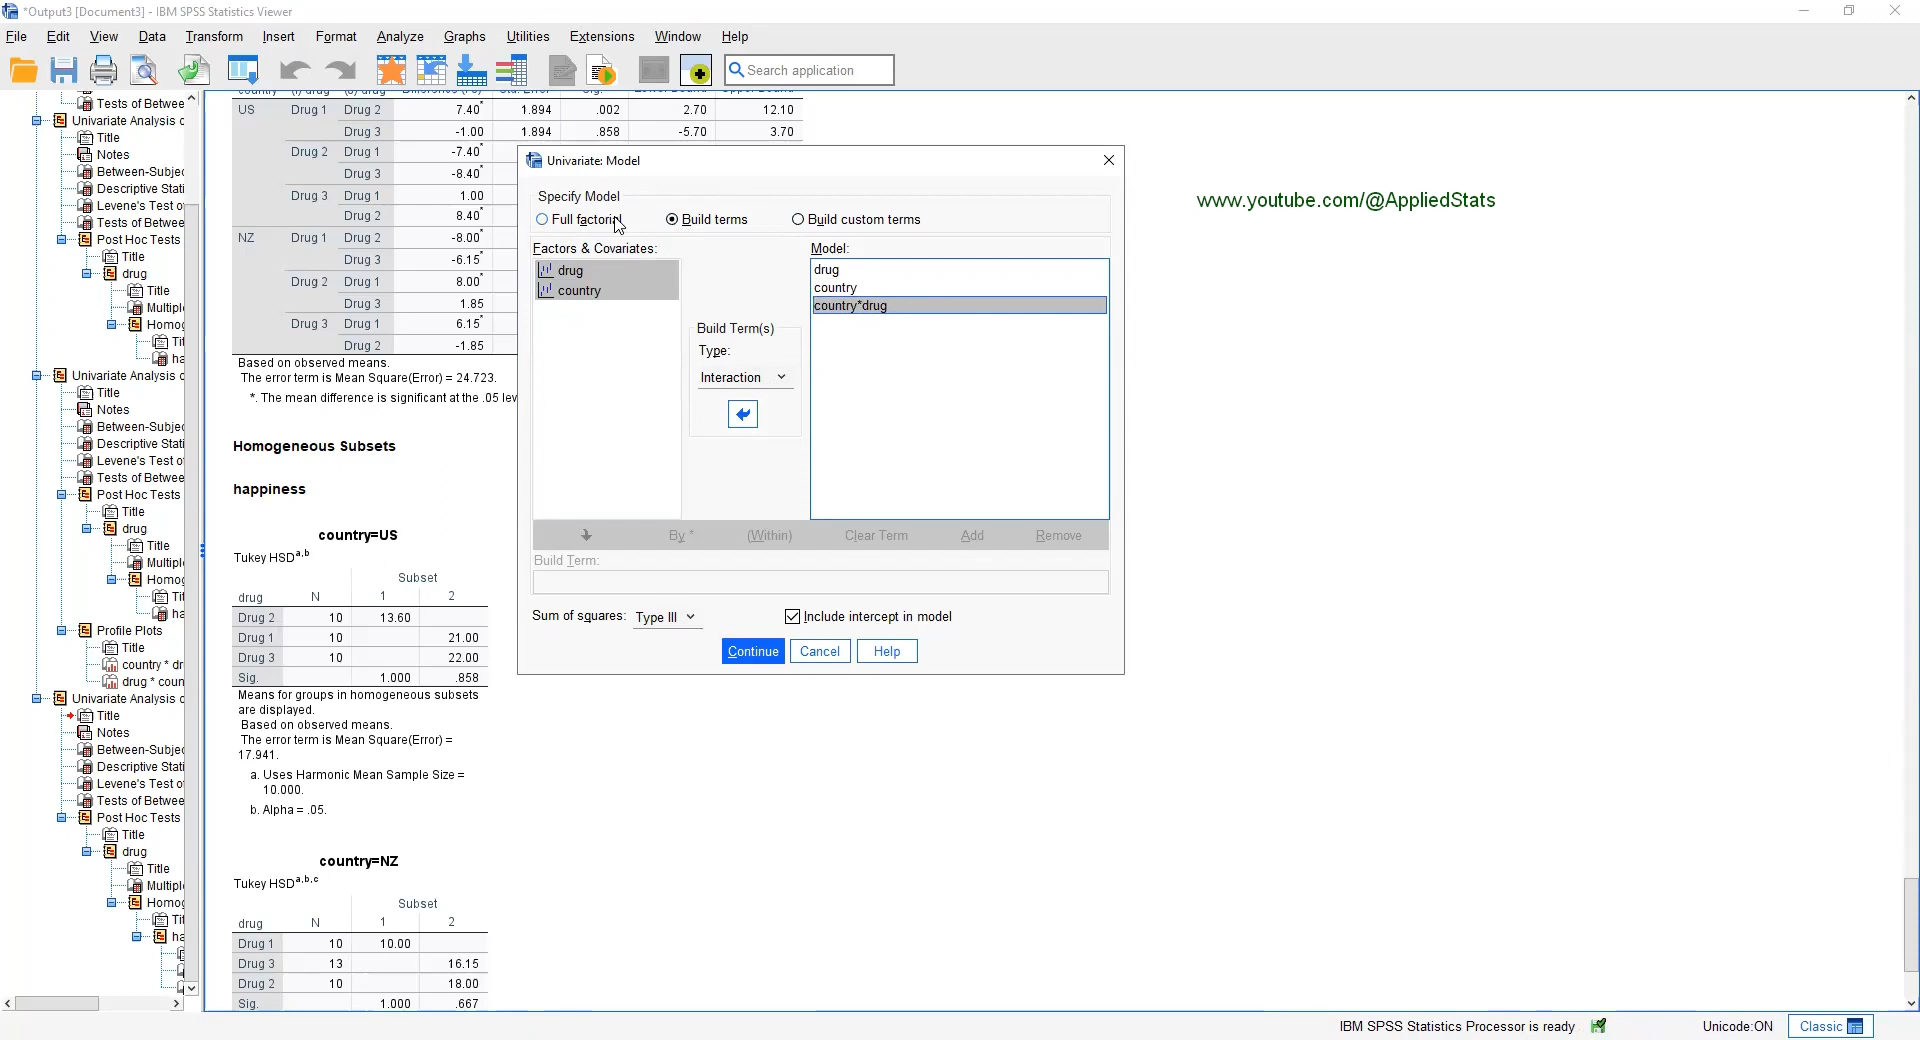 *Output3 [Document3] - IBM SPSS Statistics Viewer
File Edit View Data Transform Insert Format Analyze Graphs Utilities Extensions Window Help
Search application
Tests of Betwee
Univariate Analysis o
Title
Notes
Between-Subjec
Descriptive Stati
Levene's Test o
Tests of Betwee
Post Hoc Tests
Title
drug
Title
Multipl
Homog
Tit
ha
Univariate Analysis o
Title
Notes
Between-Subjec
Descriptive Stati
Levene's Test o
Tests of Betwee
Post Hoc Tests
Title
drug
Title
Multipl
Homog
Tit
ha
Profile Plots
Title
country * dr
drug * coun
Univariate Analysis o
Title
Notes
Between-Subjec
Descriptive Stati
Levene's Test o
Tests of Betwee
Post Hoc Tests
Title
drug
Title
Multipl
Homog
Tit
ha
US Drug 1 Drug 2 7.40* 1.894 .002 2.70 12.10
Drug 3 -1.00 1.894 .858 -5.70 3.70
Drug 2 Drug 1 -7.40*
Drug 3 -8.40*
Drug 3 Drug 1 1.00
Drug 2 8.40*
NZ Drug 1 Drug 2 -8.00*
Drug 3 -6.15*
Drug 2 Drug 1 8.00*
Drug 3 1.85
Drug 3 Drug 1 6.15*
Drug 2 -1.85
Based on observed means.
The error term is Mean Square(Error) = 24.723.
*. The mean difference is significant at the .05 lev
Homogeneous Subsets
happiness
country=US
Tukey HSDa,b
Subset
drug N 1 2
Drug 2 10 13.60
Drug 1 10 21.00
Drug 3 10 22.00
Sig. 1.000 .858
Means for groups in homogeneous subsets
are displayed.
Based on observed means.
The error term is Mean Square(Error) =
17.941.
a. Uses Harmonic Mean Sample Size =
10.000.
b. Alpha = .05.
country=NZ
Tukey HSDa,b,c
Subset
drug N 1 2
Drug 1 10 10.00
Drug 3 13 16.15
Drug 2 10 18.00
Sig. 1.000 .667
Univariate: Model
Specify Model
Full factorial Build terms Build custom terms
Factors & Covariates: Model:
drug
country
drug
country
country*drug
Build Term(s)
Type:
Interaction
By * (Within) Clear Term Add Remove
Build Term:
Sum of squares: Type III Include intercept in model
Continue Cancel Help
www.youtube.com/@AppliedStats
IBM SPSS Statistics Processor is ready Unicode:ON Classic